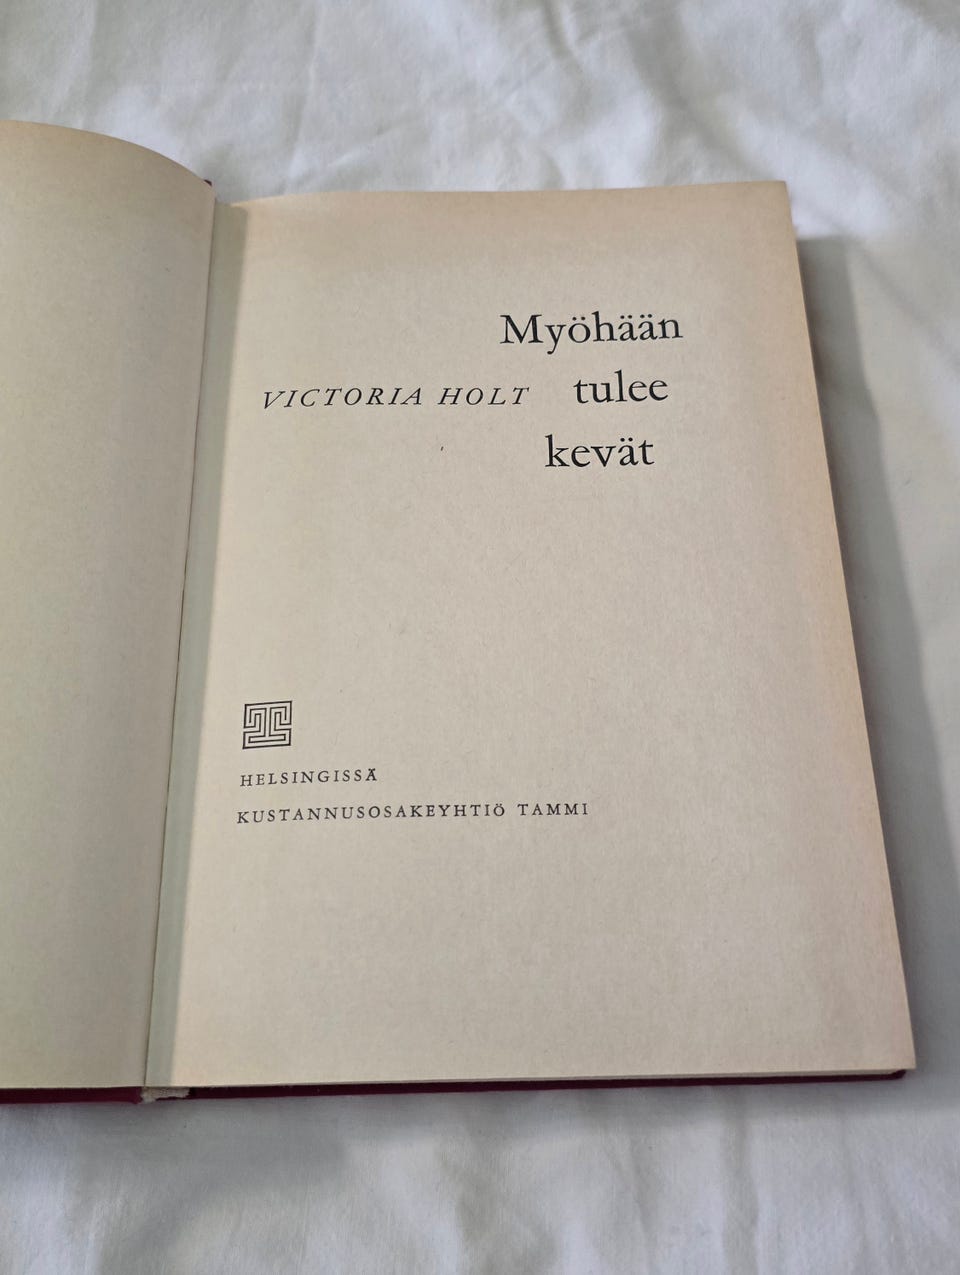 Myöhään
VICTORIA HOLT tulee
kevät
HELSINGISSÄ
KUSTANNUSOSAKEYHTIÖ TAMMI